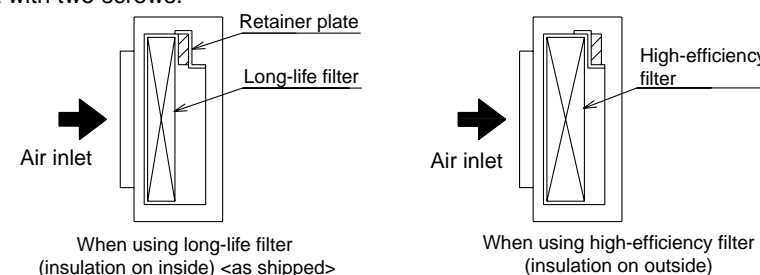 with two screws.
Retainer plate
Long-life filter
Air inlet
When using long-life filter
(insulation on inside) <as shipped>
High-efficiency
filter
Air inlet
When using high-efficiency filter
(insulation on outside)